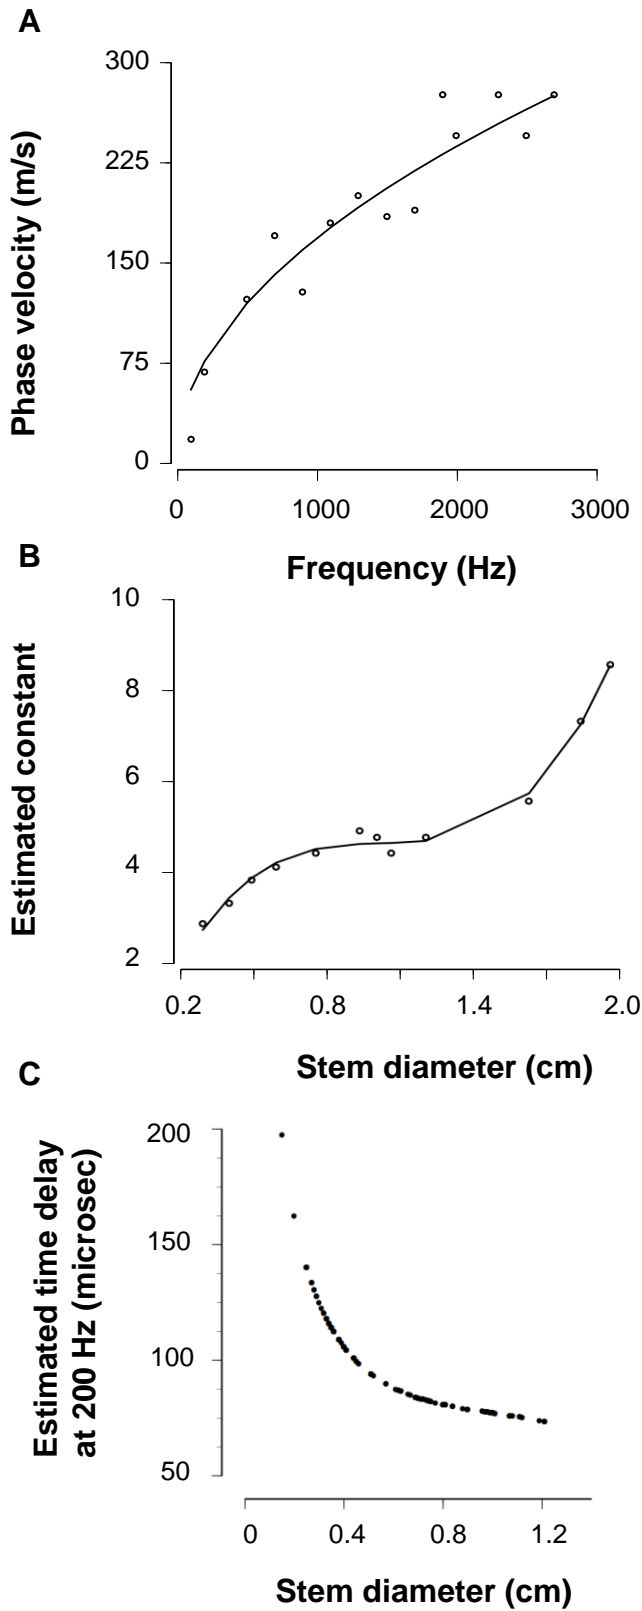 A
300
225
150
75
0
Phase velocity (m/s)
0 1000 2000 3000
Frequency (Hz)
B
10
8
6
4
2
Estimated constant
0.2 0.8 1.4 2.0
Stem diameter (cm)
C
200
150
100
50
Estimated time delay
at 200 Hz (microsec)
0 0.4 0.8 1.2
Stem diameter (cm)